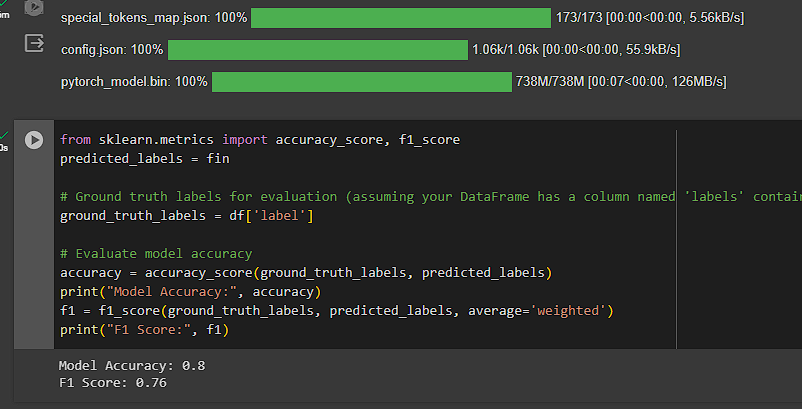 special_tokens_map.json: 100% 173/173 [00:00<00:00, 5.56kB/s]
config.json: 100% 1.06k/1.06k [00:00<00:00, 55.9kB/s]
pytorch_model.bin: 100% 738M/738M [00:07<00:00, 126MB/s]
from sklearn.metrics import accuracy_score, f1_score
predicted_labels = fin
# Ground truth labels for evaluation (assuming your DataFrame has a column named 'labels' contain
ground_truth_labels = df['label']
# Evaluate model accuracy
accuracy = accuracy_score(ground_truth_labels, predicted_labels)
print("Model Accuracy:", accuracy)
f1 = f1_score(ground_truth_labels, predicted_labels, average='weighted')
print("F1 Score:", f1)
Model Accuracy: 0.8
F1 Score: 0.76